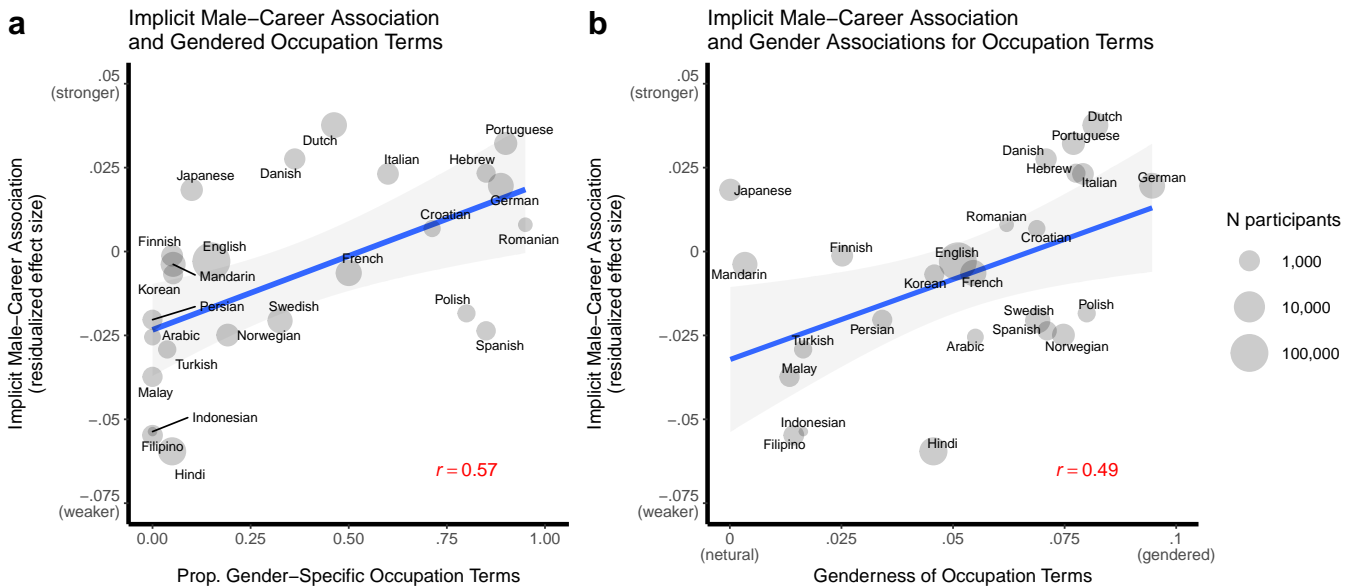 a
Implicit Male−Career Association
and Gendered Occupation Terms
Implicit Male−Career Association
(residualized effect size)
.05
(stronger)
.025
0
−.025
−.05
−.075
(weaker)
Portuguese
Dutch
Hebrew
Italian
Danish
Japanese
German
Croatian
Romanian
Finnish
English
French
Mandarin
Korean
Persian
Swedish
Polish
Arabic
Norwegian
Spanish
Turkish
Malay
Indonesian
Filipino
Hindi
r = 0.57
0.00
0.25
0.50
0.75
1.00
Prop. Gender−Specific Occupation Terms
b
Implicit Male−Career Association
and Gender Associations for Occupation Terms
Implicit Male−Career Association
(residualized effect size)
.05
(stronger)
.025
0
−.025
−.05
−.075
(weaker)
Dutch
Portuguese
Danish
Hebrew
Italian
German
Japanese
Romanian
Croatian
Finnish
English
Mandarin
Korean
French
Swedish
Polish
Persian
Spanish
Turkish
Arabic
Norwegian
Malay
Indonesian
Filipino
Hindi
r = 0.49
0
(netural)
.025
.05
.075
.1
(gendered)
Genderness of Occupation Terms
N participants
1,000
10,000
100,000